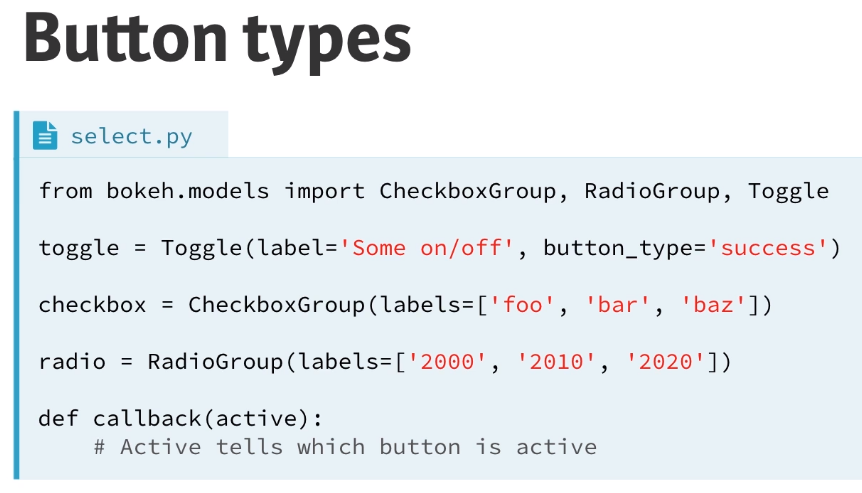 Button types
select.py
from bokeh.models import CheckboxGroup, RadioGroup, Toggle
toggle = Toggle(label='Some on/off', button_type='success')
checkbox = CheckboxGroup(labels=['foo', 'bar', 'baz'])
radio = RadioGroup(labels=['2000', '2010', '2020'])
def callback(active):
    # Active tells which button is active